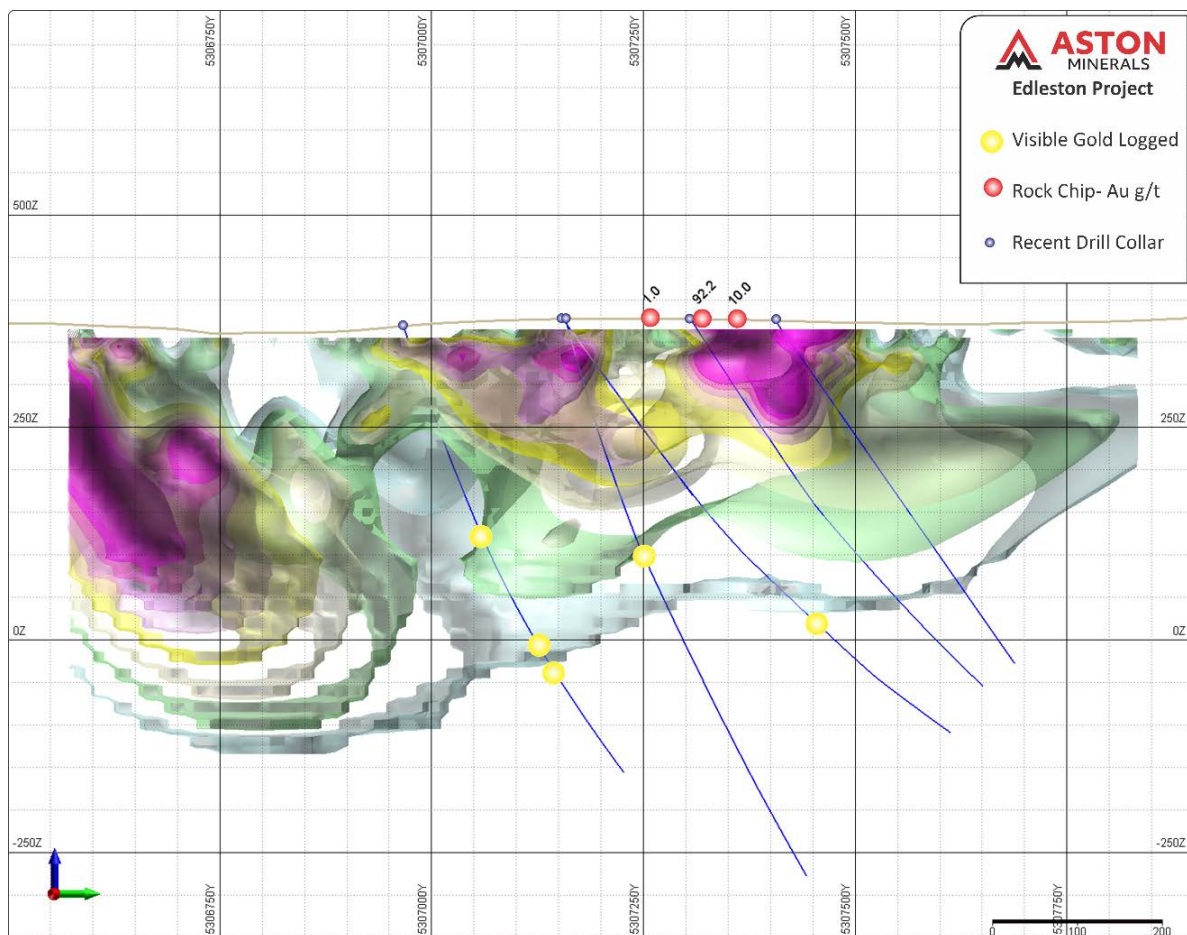 5306750Y
5307000Y
5307250Y
5307500Y
ASTON
MINERALS
Edleston Project
Visible Gold Logged
Rock Chip- Au g/t
Recent Drill Collar
500Z
1.0
92.2
10.0
250Z
250Z
0Z
0Z
-250Z
-250Z
5306750Y
5307000Y
5307250Y
5307500Y
5307750Y
0
100
200